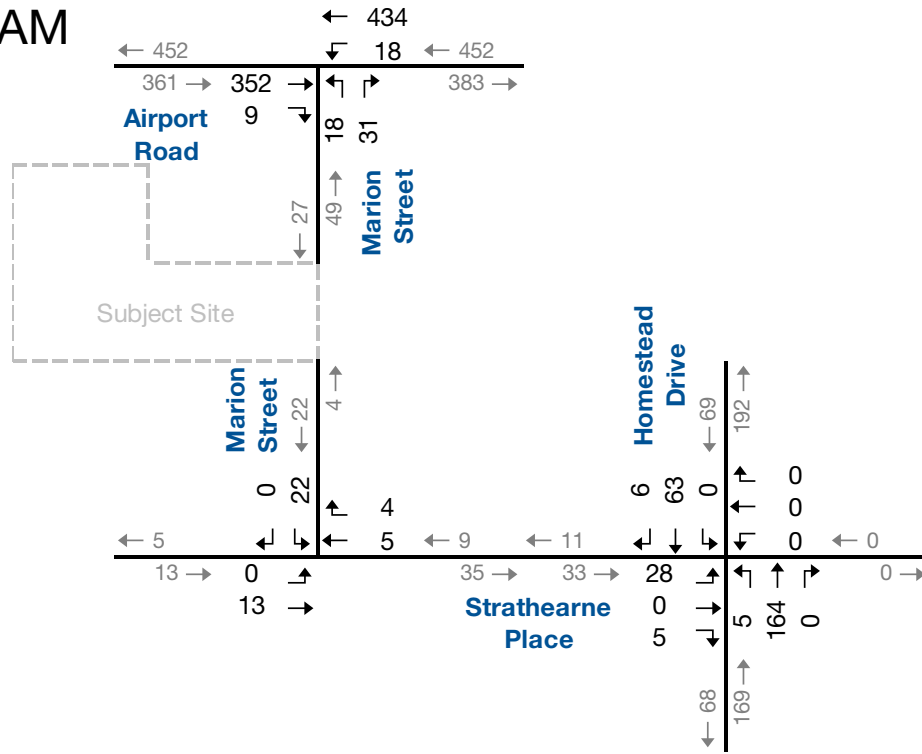 AM
434
452 18 452
361 352 383
Airport 9
Road
18 31
27 49
Marion
Street
Subject Site
Homestead
Drive
Marion
Street
22 4
69 192
0 22
6 63 0
0
4 0
5 5 9 11 0 0
13 0 35 33 28 0
13 Strathearne 0
Place 5
5 164 0
68 169